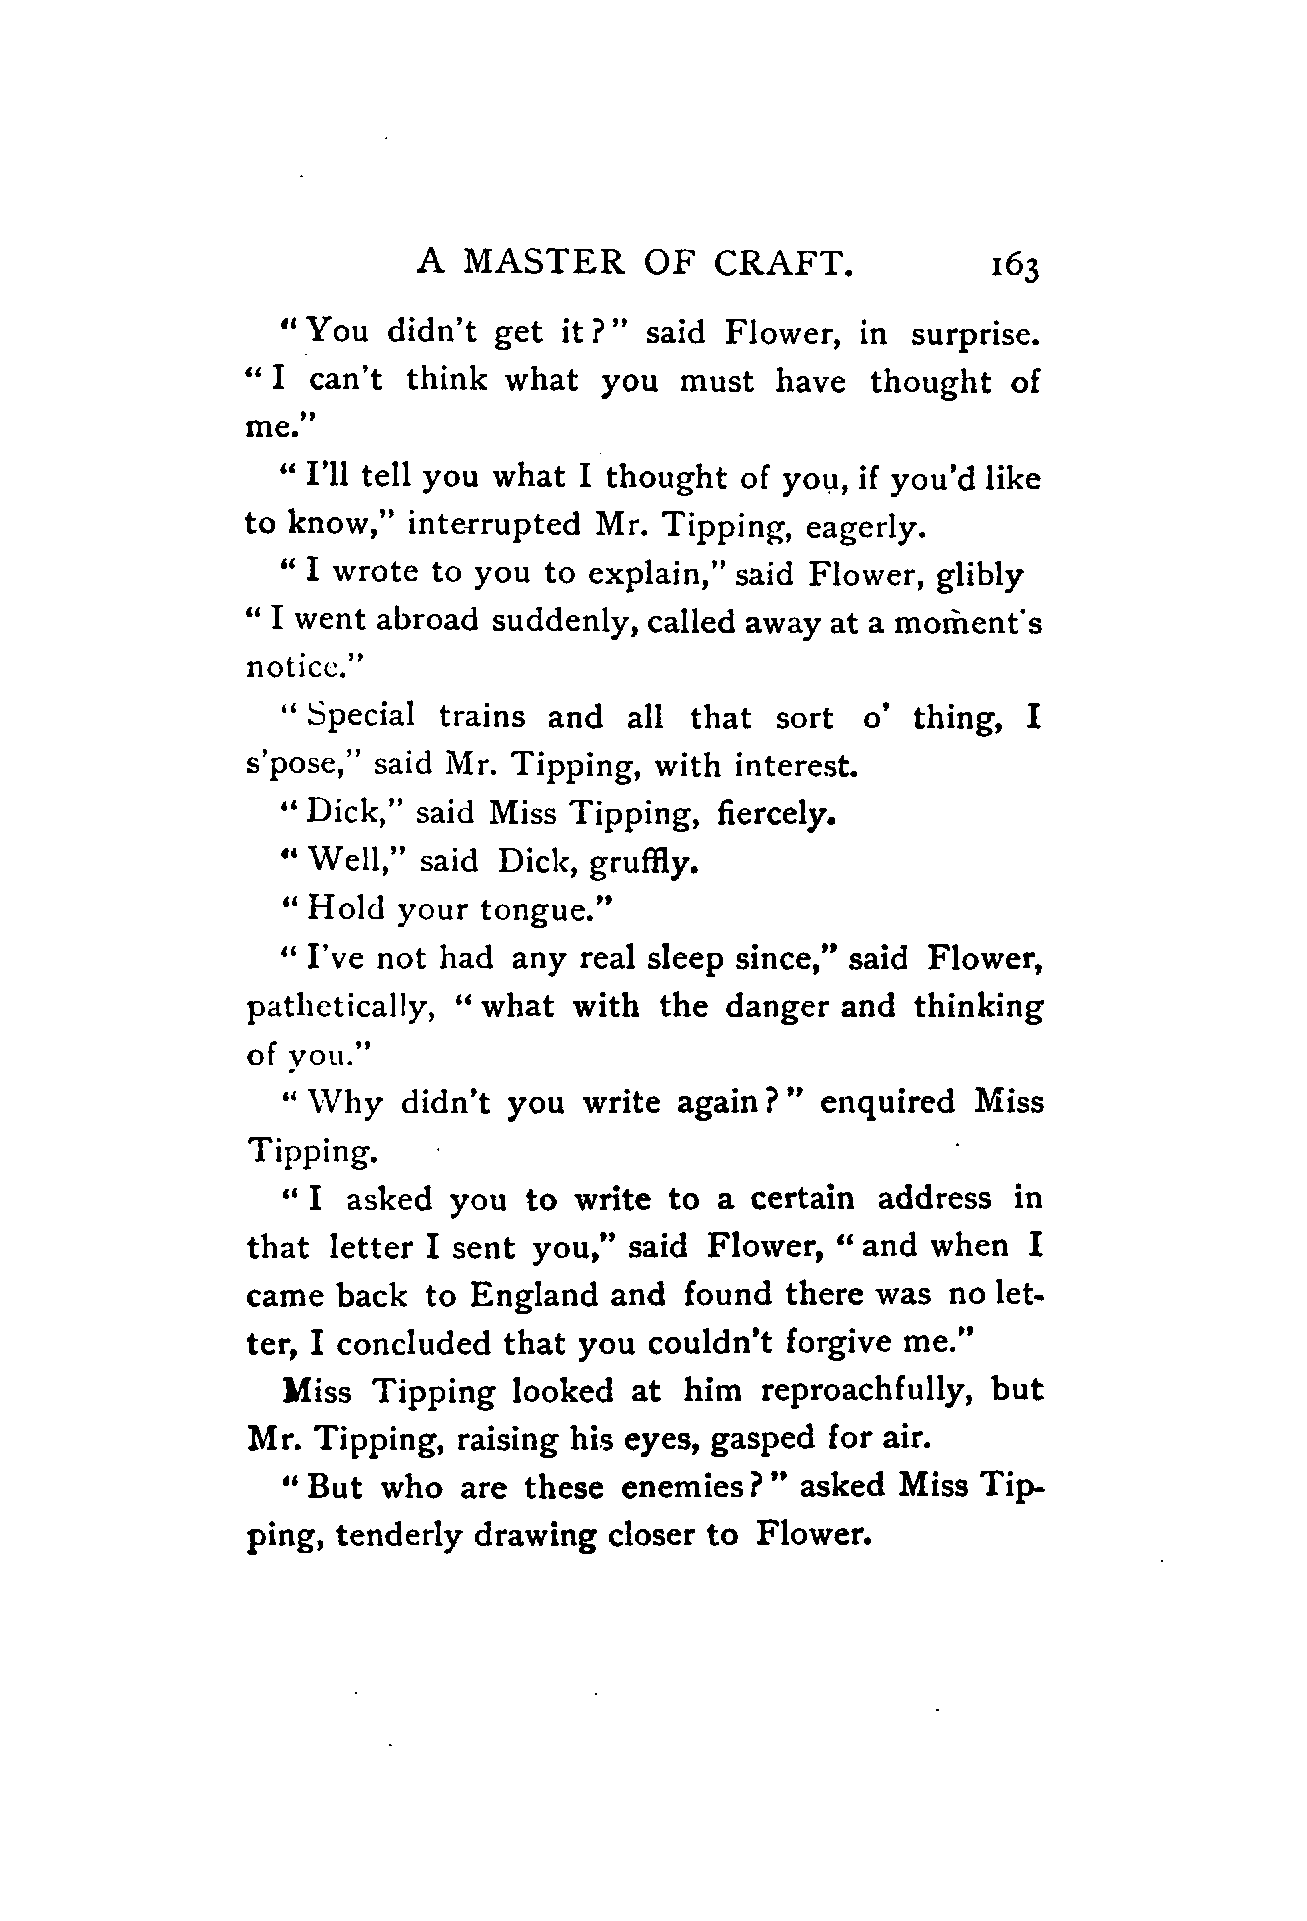 A MASTER OF CRAFT. 163
"You didn't get it?" said Flower, in surprise.
"I can't think what you must have thought of
me."
"I'll tell you what I thought of you, if you'd like
to know," interrupted Mr. Tipping, eagerly.
"I wrote to you to explain," said Flower, glibly
"I went abroad suddenly, called away at a moment's
notice."
"Special trains and all that sort o' thing, I
s'pose," said Mr. Tipping, with interest.
"Dick," said Miss Tipping, fiercely.
"Well," said Dick, gruffly.
"Hold your tongue."
"I've not had any real sleep since," said Flower,
pathetically, "what with the danger and thinking
of you."
"Why didn't you write again?" enquired Miss
Tipping.
"I asked you to write to a certain address in
that letter I sent you," said Flower, "and when I
came back to England and found there was no let-
ter, I concluded that you couldn't forgive me."
Miss Tipping looked at him reproachfully, but
Mr. Tipping, raising his eyes, gasped for air.
"But who are these enemies?" asked Miss Tip-
ping, tenderly drawing closer to Flower.